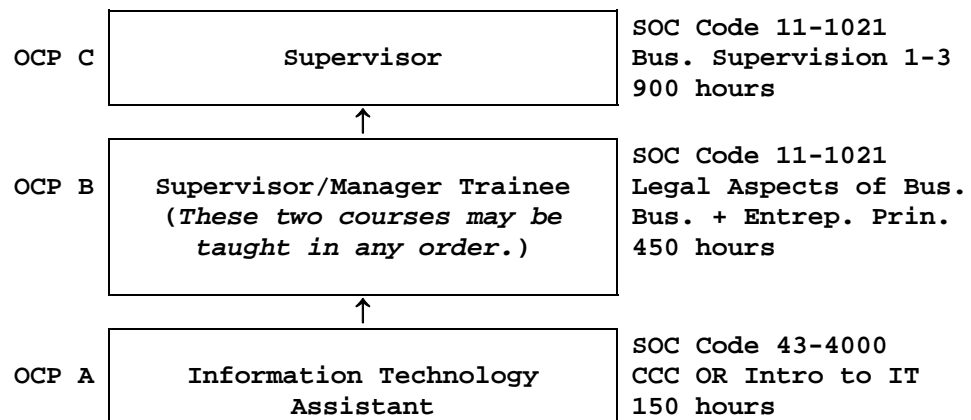 OCP C
Supervisor
SOC Code 11-1021
Bus. Supervision 1-3
900 hours
↑
OCP B
Supervisor/Manager Trainee
(These two courses may be
taught in any order.)
SOC Code 11-1021
Legal Aspects of Bus.
Bus. + Entrep. Prin.
450 hours
↑
OCP A
Information Technology
Assistant
SOC Code 43-4000
CCC OR Intro to IT
150 hours